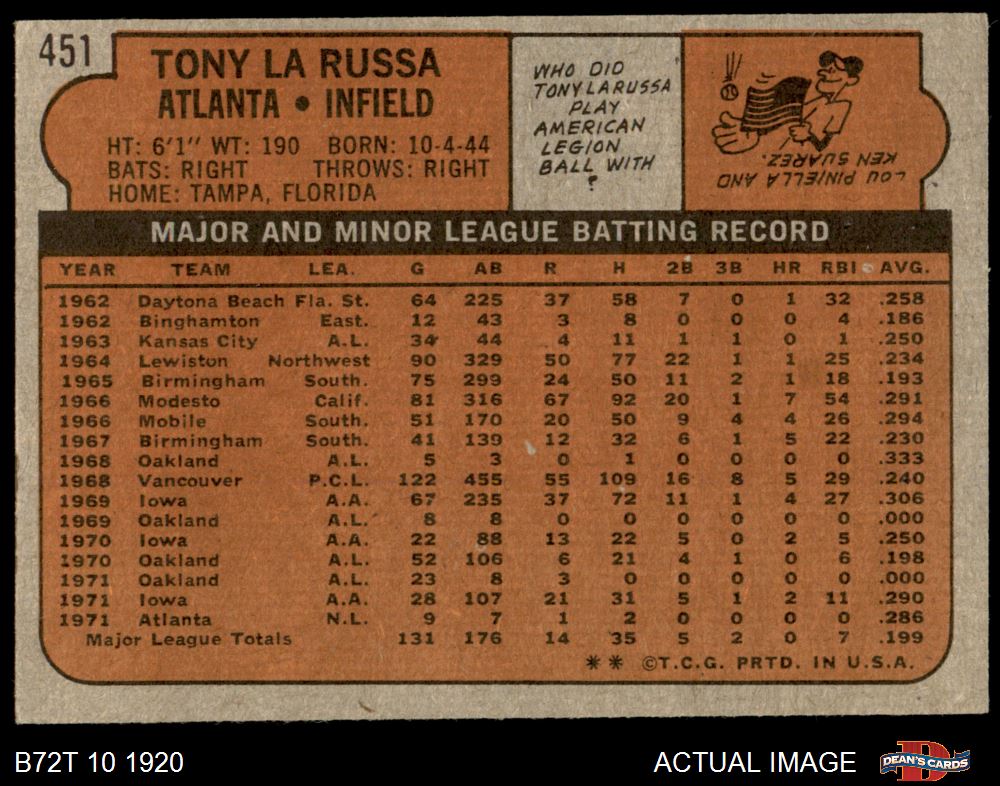 451
TONY LA RUSSA
ATLANTA • INFIELD
HT: 6'1" WT: 190 BORN: 10-4-44
BATS: RIGHT THROWS: RIGHT
HOME: TAMPA, FLORIDA
WHO DID
TONY LARUSSA
PLAY
AMERICAN
LEGION
BALL WITH
?
LOU PINIELLA AND
KEN SUAREZ.
MAJOR AND MINOR LEAGUE BATTING RECORD
YEAR TEAM LEA. G AB R H 2B 3B HR RBI AVG.
1962 Daytona Beach Fla. St. 64 225 37 58 7 0 1 32 .258
1962 Binghamton East. 12 43 3 8 0 0 0 4 .186
1963 Kansas City A.L. 34 44 4 11 1 1 0 1 .250
1964 Lewiston Northwest 90 329 50 77 22 1 1 25 .234
1965 Birmingham South. 75 299 24 50 11 2 1 18 .193
1966 Modesto Calif. 81 316 67 92 20 1 7 54 .291
1966 Mobile South. 51 170 20 50 9 4 4 26 .294
1967 Birmingham South. 41 139 12 32 6 1 5 22 .230
1968 Oakland A.L. 5 3 0 1 0 0 0 0 .333
1968 Vancouver P.C.L. 122 455 55 109 16 8 5 29 .240
1969 Iowa A.A. 67 235 37 72 11 1 4 27 .306
1969 Oakland A.L. 8 8 0 0 0 0 0 0 .000
1970 Iowa A.A. 22 88 13 22 5 0 2 5 .250
1970 Oakland A.L. 52 106 6 21 4 1 0 6 .198
1971 Oakland A.L. 23 8 3 0 0 0 0 0 .000
1971 Iowa A.A. 28 107 21 31 5 1 2 11 .290
1971 Atlanta N.L. 9 7 1 2 0 0 0 0 .286
Major League Totals 131 176 14 35 5 2 0 7 .199
** ©T.C.G. PRTD. IN U.S.A.
B72T 10 1920
ACTUAL IMAGE
D
DEAN'S CARDS